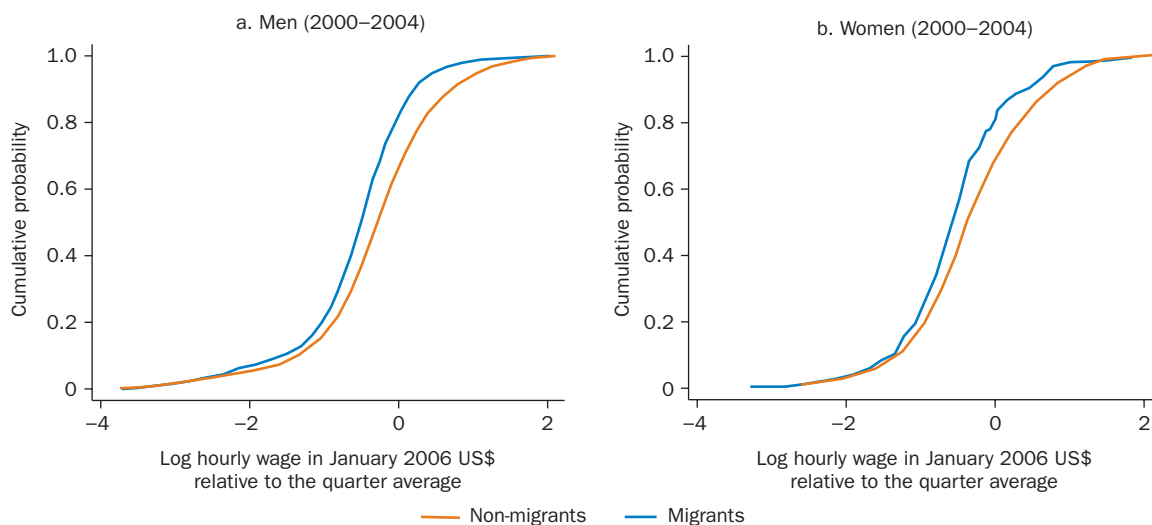 a. Men (2000–2004)
Cumulative probability
1.0
0.8
0.6
0.4
0.2
0
–4
–2
0
2
Log hourly wage in January 2006 US$
relative to the quarter average
b. Women (2000–2004)
Cumulative probability
1.0
0.8
0.6
0.4
0.2
0
–4
–2
0
2
Log hourly wage in January 2006 US$
relative to the quarter average
Non-migrants
Migrants